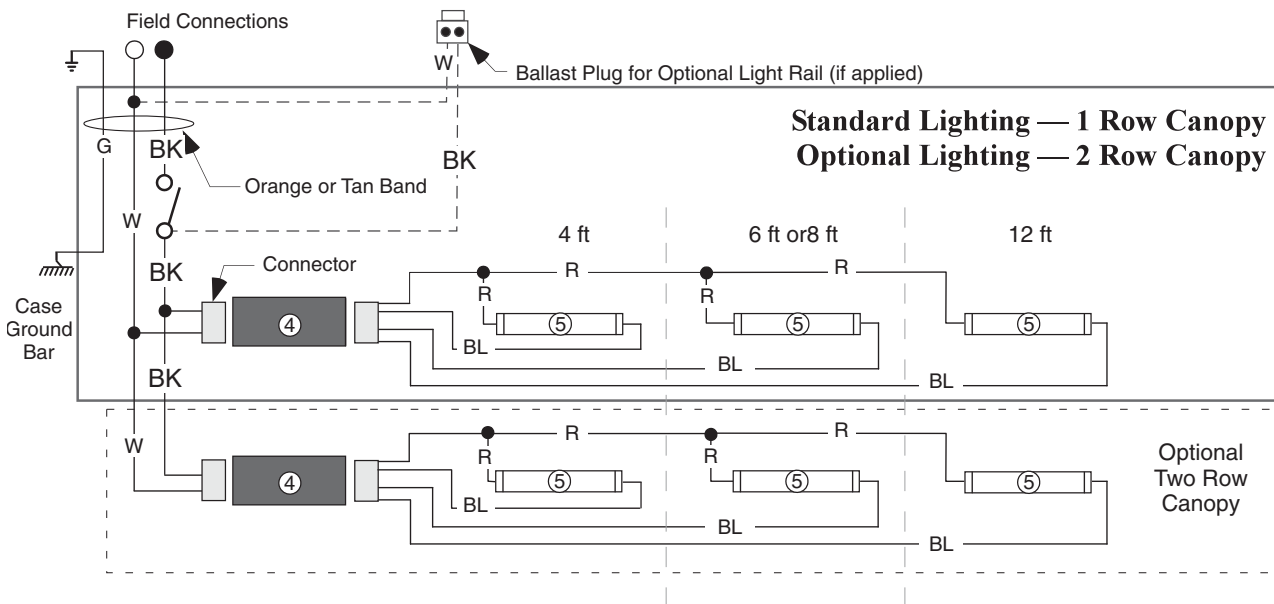 Field Connections
W
Ballast Plug for Optional Light Rail (if applied)
Standard Lighting — 1 Row Canopy
Optional Lighting — 2 Row Canopy
G
BK
BK
Orange or Tan Band
W
4 ft
6 ft or8 ft
12 ft
BK
Connector
R
R
R
R
Case
Ground
Bar
4
5
5
5
BL
BL
BL
BK
W
R
R
R
R
4
5
5
5
BL
BL
BL
Optional
Two Row
Canopy